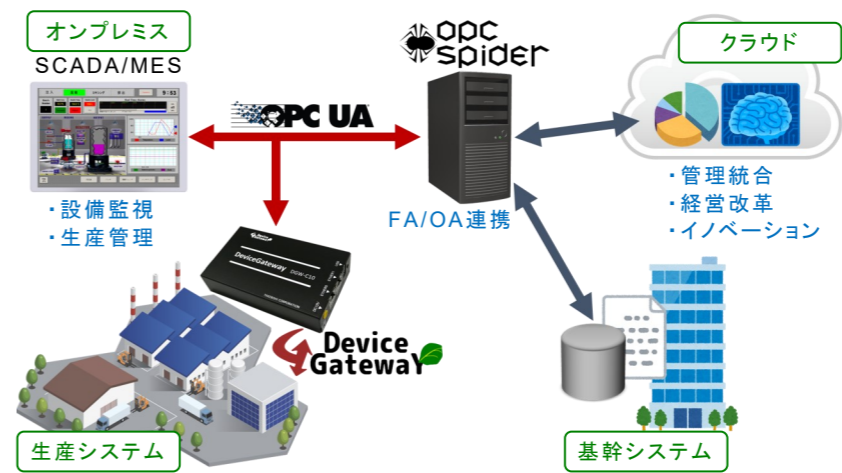 オンプレミス
SCADA/MES
OPC UA
・設備監視
・生産管理
opc
spider
FA/OA連携
クラウド
・管理統合
・経営改革
・イノベーション
DeviceGateway DGW-C10
Device
Gateway
生産システム
基幹システム